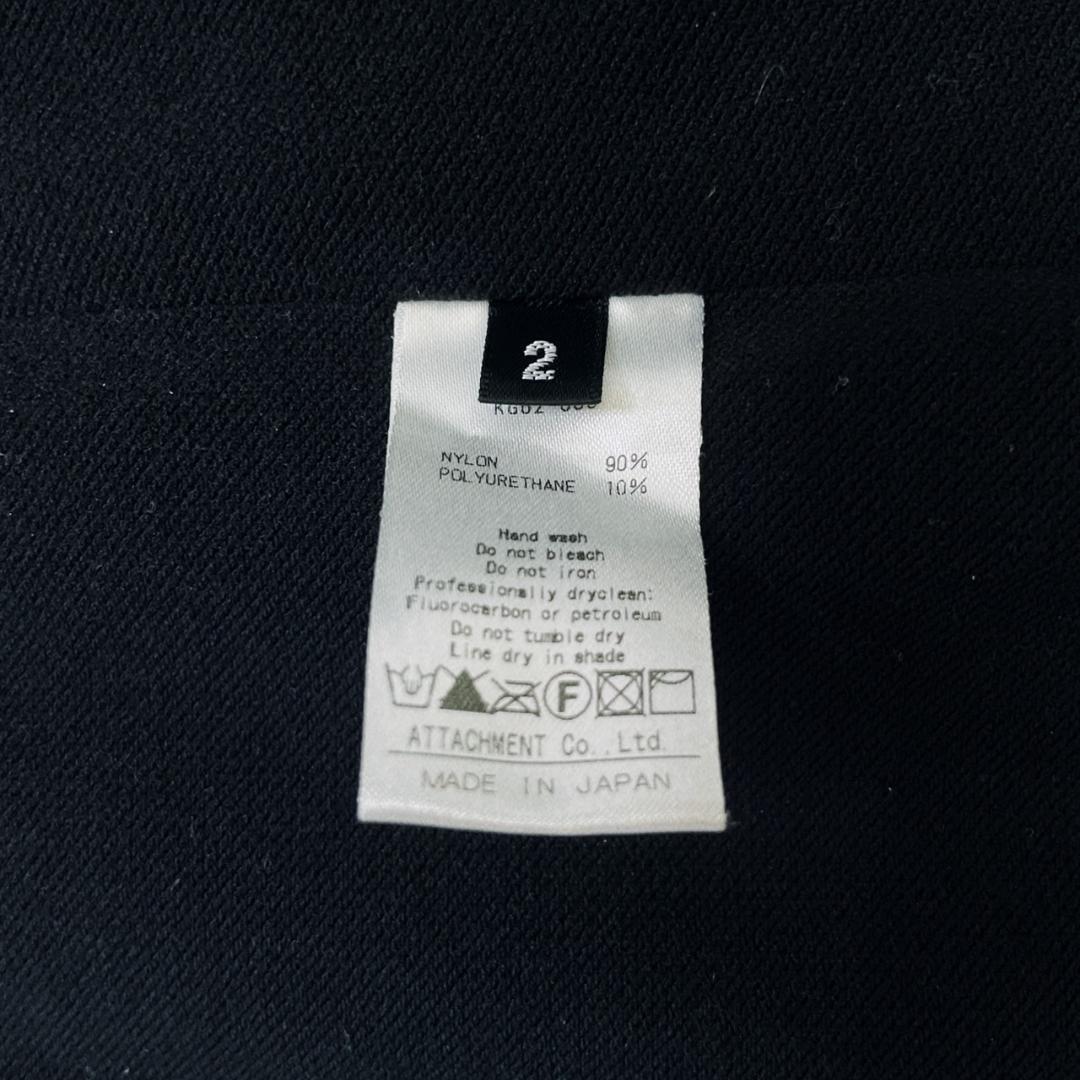 2
NYLON 90%
POLYURETHANE 10%
Hand wash
Do not bleach
Do not iron
Professionally dryclean:
Fluorocarbon or petroleum
Do not tumble dry
Line dry in shade
F
ATTACHMENT Co.,Ltd.
MADE IN JAPAN